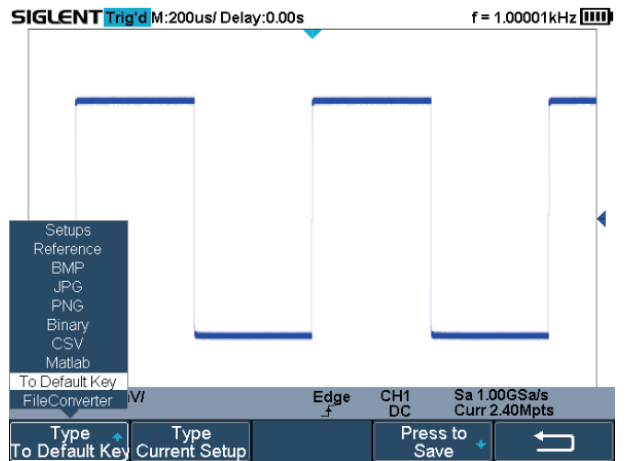 SIGLENT Trig'd M:200us/ Delay:0.00s f = 1.00001kHz
Setups
Reference
BMP
JPG
PNG
Binary
CSV
Matlab
To Default Key
FileConverter V/ Edge CH1 Sa 1.00GSa/s
DC Curr 2.40Mpts
Type Type Press to
To Default Key Current Setup Save